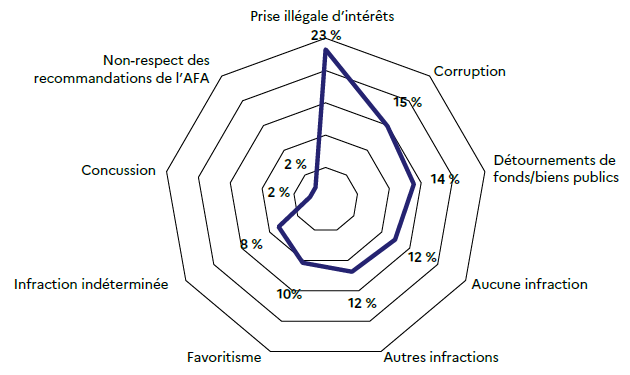 Prise illégale d’intérêts
23 %
Non-respect des
recommandations de l’AFA
Corruption
15 %
2 %
Concussion
Détournements de
fonds/biens publics
14 %
2 %
8 %
12 %
Infraction indéterminée
Aucune infraction
10%
12 %
Favoritisme
Autres infractions